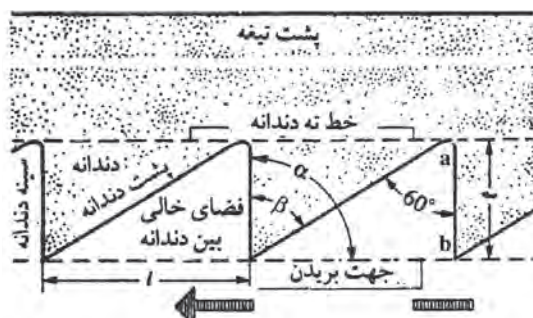 پشت تیغه
خط ته دندانه
سینه دندانه
دندانه
پشت دندانه
فضای خالی
بین دندانه
α
β
60°
a
b
t
l
جهت بریدن